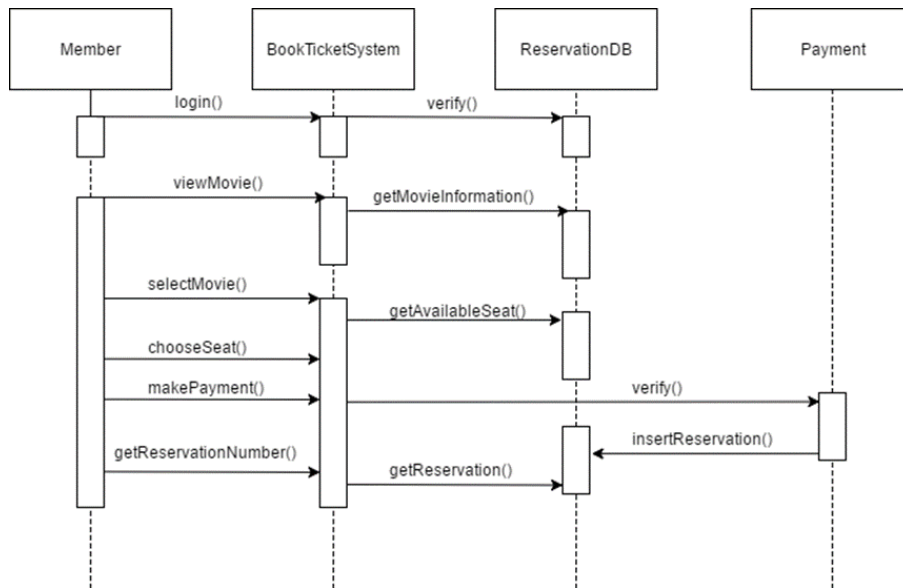 Member
BookTicketSystem
ReservationDB
Payment
login()
verify()
viewMovie()
getMovieInformation()
selectMovie()
getAvailableSeat()
chooseSeat()
makePayment()
verify()
insertReservation()
getReservationNumber()
getReservation()